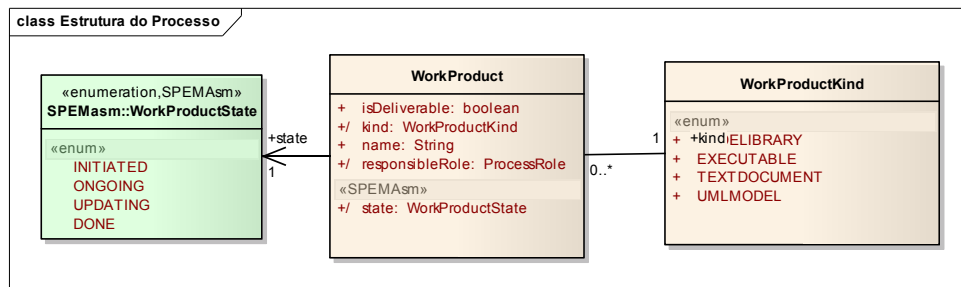 class Estrutura do Processo
«enumeration,SPEMAsm»
SPEMasm::WorkProductState
«enum»
INITIATED
ONGOING
UPDATING
DONE
+state
1
WorkProduct
+ isDeliverable: boolean
+/ kind: WorkProductKind
+ name: String
+/ responsibleRole: ProcessRole
«SPEMAsm»
+/ state: WorkProductState
0..*
1
+kind
WorkProductKind
«enum»
+ ELIBRARY
+ EXECUTABLE
+ TEXTDOCUMENT
+ UMLMODEL